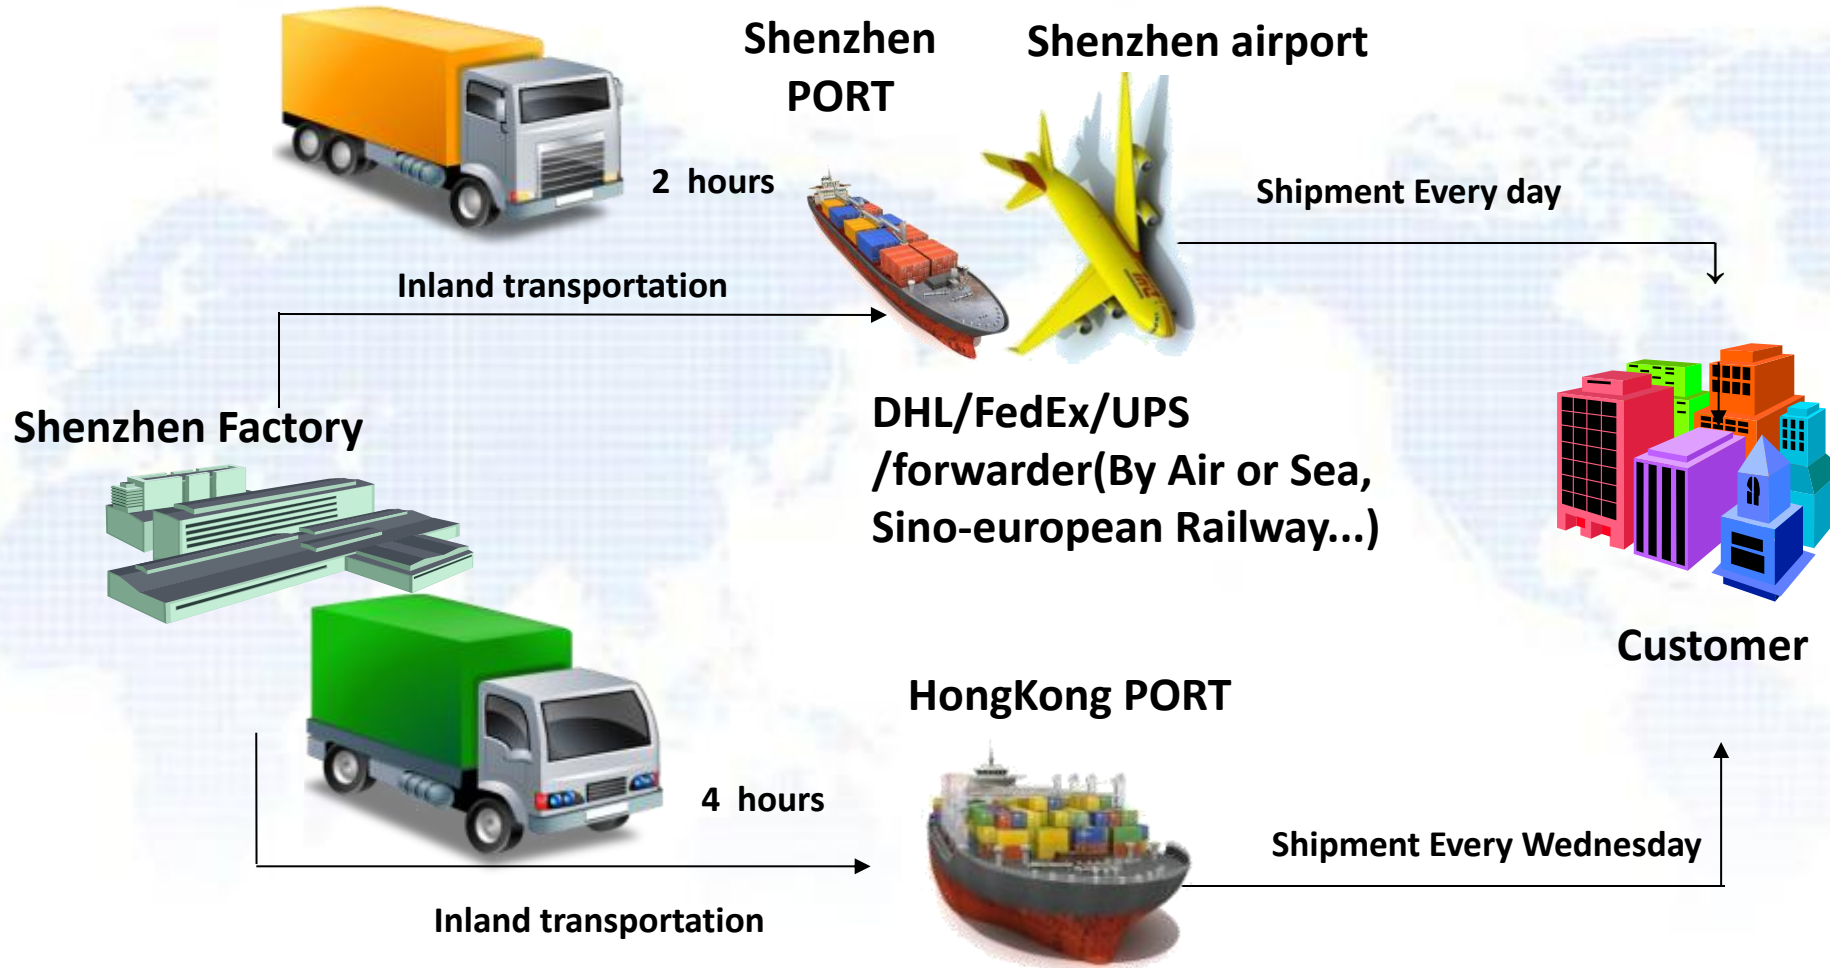 Shenzhen
PORT
Shenzhen airport
2 hours
Shipment Every day
Inland transportation
Shenzhen Factory
DHL/FedEx/UPS
/forwarder(By Air or Sea,
Sino-european Railway...)
Customer
HongKong PORT
4 hours
Shipment Every Wednesday
Inland transportation